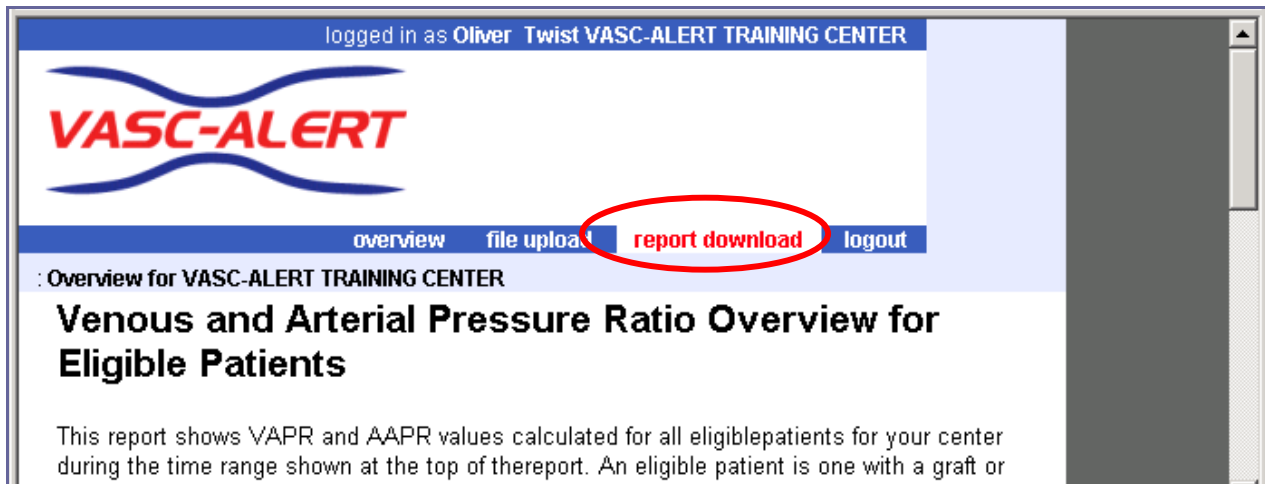 logged in as Oliver Twist VASC-ALERT TRAINING CENTER
VASC-ALERT
overview file upload report download logout
: Overview for VASC-ALERT TRAINING CENTER
Venous and Arterial Pressure Ratio Overview for
Eligible Patients
This report shows VAPR and AAPR values calculated for all eligiblepatients for your center
during the time range shown at the top of thereport. An eligible patient is one with a graft or